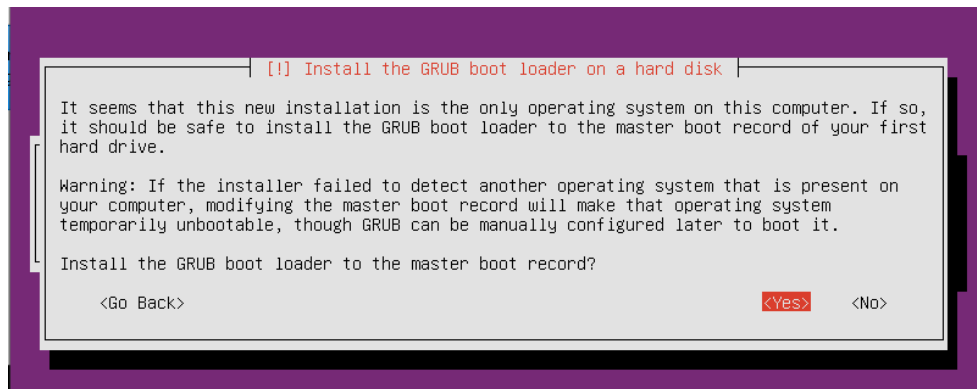 [!] Install the GRUB boot loader on a hard disk
It seems that this new installation is the only operating system on this computer. If so,
it should be safe to install the GRUB boot loader to the master boot record of your first
hard drive.
Warning: If the installer failed to detect another operating system that is present on
your computer, modifying the master boot record will make that operating system
temporarily unbootable, though GRUB can be manually configured later to boot it.
Install the GRUB boot loader to the master boot record?
<Go Back> <Yes> <No>